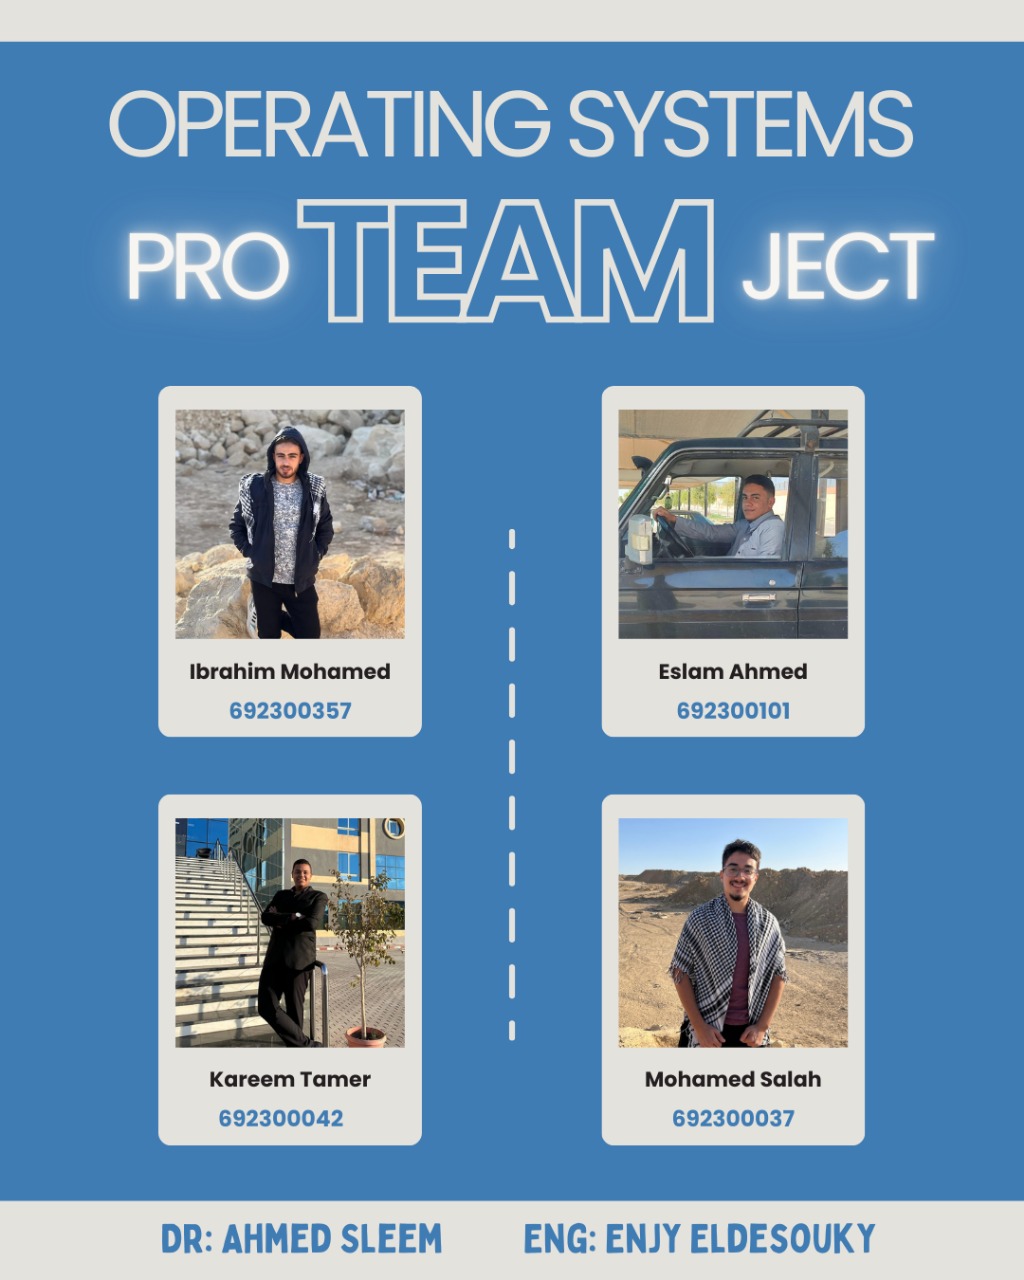 OPERATING SYSTEMS
PRO TEAM JECT
Ibrahim Mohamed
692300357
Eslam Ahmed
692300101
Kareem Tamer
692300042
Mohamed Salah
692300037
DR: AHMED SLEEM
ENG: ENJY ELDESOUKY